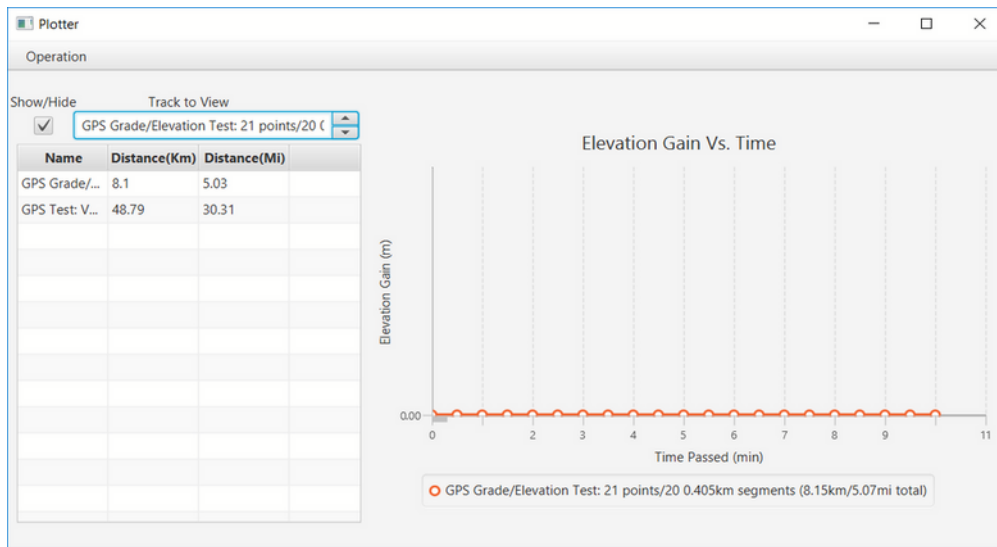 Plotter
Operation
Show/Hide Track to View
GPS Grade/Elevation Test: 21 points/20 (
Name Distance(Km) Distance(Mi)
GPS Grade/... 8.1 5.03
GPS Test: V... 48.79 30.31
Elevation Gain Vs. Time
Elevation Gain (m)
0.00
0 2 3 4 5 6 7 8 9 11
Time Passed (min)
GPS Grade/Elevation Test: 21 points/20 0.405km segments (8.15km/5.07mi total)